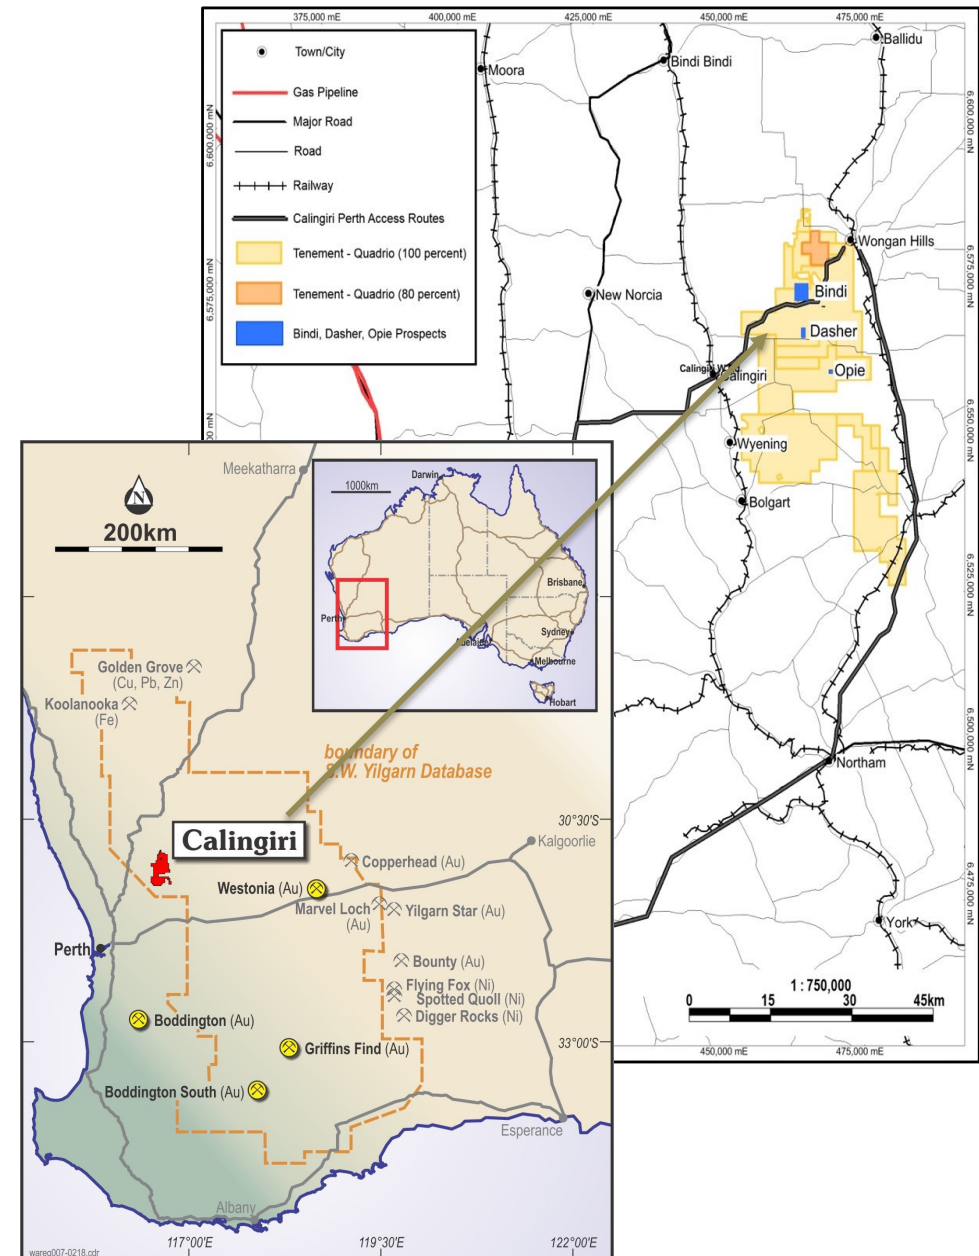 375,000 mE
400,000 mE
425,000 mE
450,000 mE
475,000 mE
Town/City
Gas Pipeline
Major Road
Road
Railway
Calingiri Perth Access Routes
Tenement - Quadrio (100 percent)
Tenement - Quadrio (80 percent)
Bindi, Dasher, Opie Prospects
Ballidu
Bindi Bindi
Moora
6,600,000 mN
6,600,000 mN
Wongan Hills
6,575,000 mN
6,575,000 mN
Bindi
New Norcia
Dasher
Opie
Calingiri
Wyening
6,550,000 mN
Bolgart
6,525,000 mN
6,500,000 mN
Northam
6,475,000 mN
York
1 : 750,000
0 15 30 45km
450,000 mE
475,000 mE
Meekatharra
N
200km
1000km
Darwin
Brisbane
Perth
Sydney
Adelaide
Melbourne
Hobart
Golden Grove
(Cu, Pb, Zn)
Koolanooka
(Fe)
boundary of
S.W. Yilgarn Database
30°30'S
Calingiri
Kalgoorlie
Copperhead (Au)
Westonia (Au)
Marvel Loch
(Au)
Yilgarn Star (Au)
Perth
Bounty (Au)
Flying Fox (Ni)
Spotted Quoll (Ni)
Digger Rocks (Ni)
Boddington (Au)
33°00'S
Griffins Find (Au)
Boddington South (Au)
Esperance
Albany
117°00'E
119°30'E
122°00'E
wareg007-0218.cdr